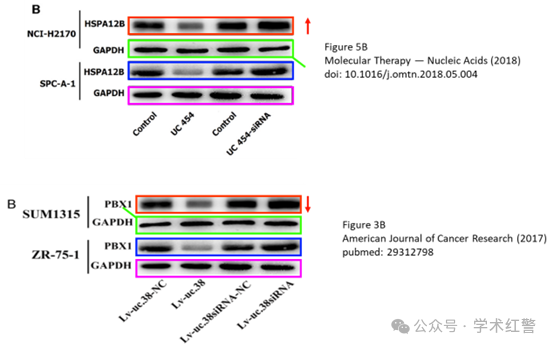 B
NCI-H2170
HSPA12B
GAPDH
SPC-A-1
HSPA12B
GAPDH
Control
UC 454
Control
UC 454-siRNA
Figure 5B
Molecular Therapy — Nucleic Acids (2018)
doi: 10.1016/j.omtn.2018.05.004
B
SUM1315
PBX1
GAPDH
ZR-75-1
PBX1
GAPDH
Lv-uc.38-NC
Lv-uc.38
Lv-uc.38siRNA-NC
Lv-uc.38siRNA
Figure 3B
American Journal of Cancer Research (2017)
pubmed: 29312798
公众号 · 学术红警